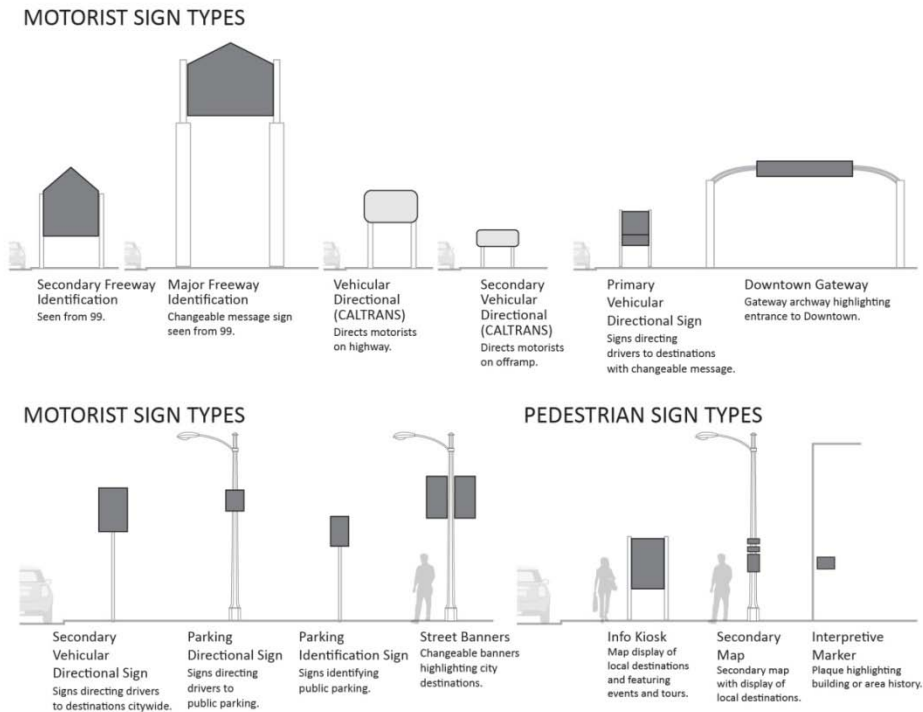 MOTORIST SIGN TYPES
Secondary Freeway
Identification
Seen from 99.
Major Freeway
Identification
Changeable message sign
seen from 99.
Vehicular
Directional
(CALTRANS)
Directs motorists
on highway.
Secondary
Vehicular
Directional
(CALTRANS)
Directs motorists
on offramp.
Primary
Vehicular
Directional Sign
Signs directing
drivers to destinations
with changeable message.
Downtown Gateway
Gateway archway highlighting
entrance to Downtown.
MOTORIST SIGN TYPES
Secondary
Vehicular
Directional Sign
Signs directing drivers
to destinations citywide.
Parking
Directional Sign
Signs directing
drivers to
public parking.
Parking
Identification Sign
Signs identifying
public parking.
Street Banners
Changeable banners
highlighting city
destinations.
PEDESTRIAN SIGN TYPES
Info Kiosk
Map display of
local destinations
and featuring
events and tours.
Secondary
Map
Secondary map
with display of
local destinations.
Interpretive
Marker
Plaque highlighting
building or area history.